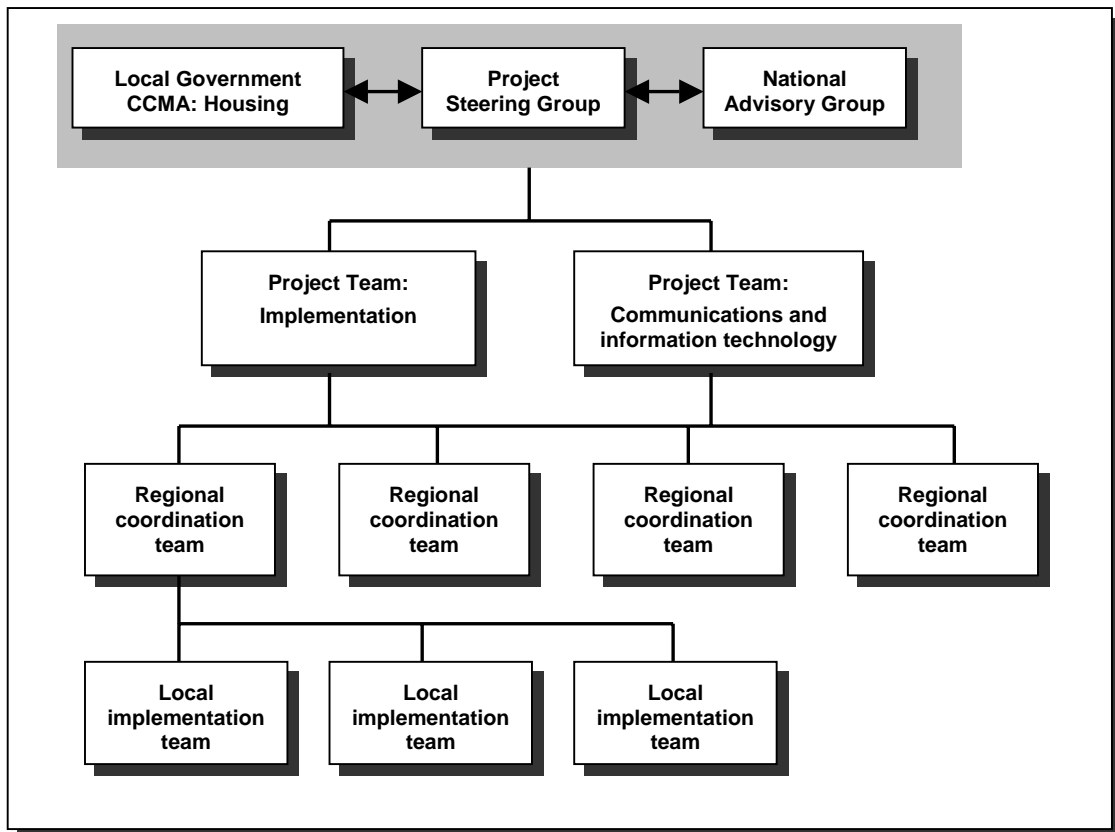 Local Government
CCMA: Housing
Project
Steering Group
National
Advisory Group
Project Team:
Implementation
Project Team:
Communications and
information technology
Regional
coordination
team
Regional
coordination
team
Regional
coordination
team
Regional
coordination
team
Local
implementation
team
Local
implementation
team
Local
implementation
team